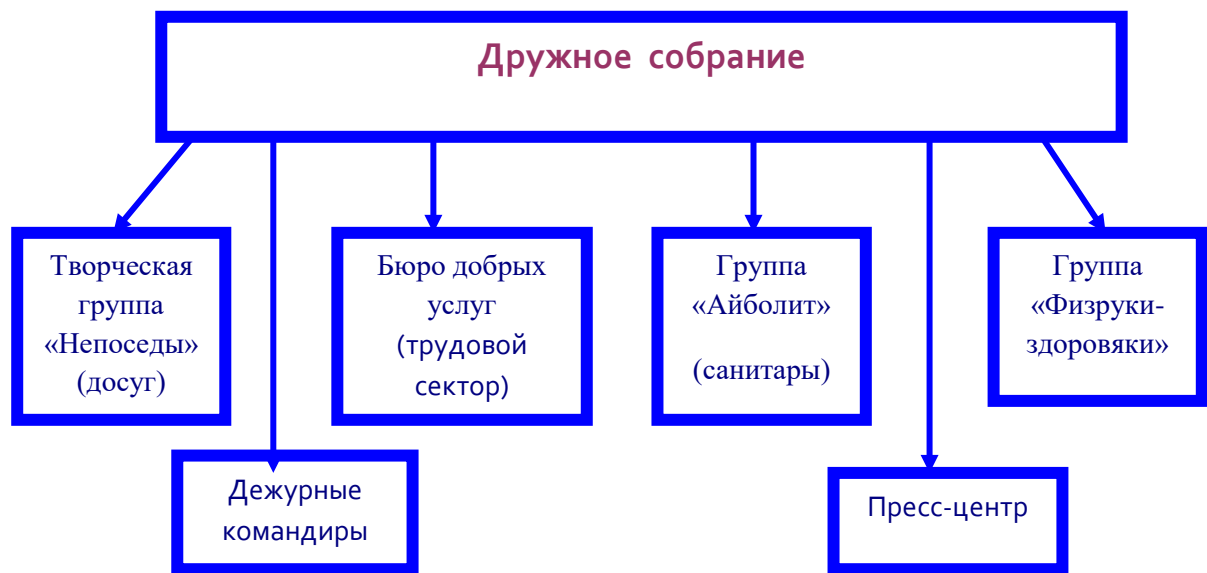 Дружное собрание
Творческая
группа
«Непоседы»
(досуг)
Бюро добрых
услуг
(трудовой
сектор)
Группа
«Айболит»
(санитары)
Группа
«Физруки-
здоровяки»
Дежурные
командиры
Пресс-центр